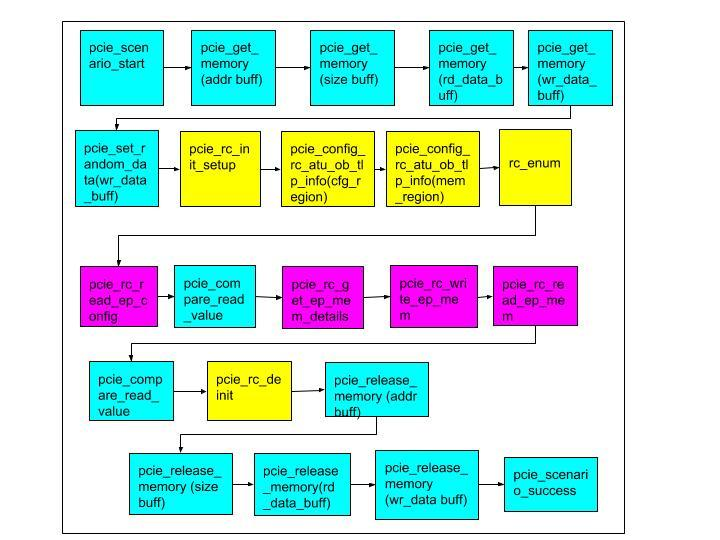 pcie_scen
ario_start
pcie_get_
memory
(addr buff)
pcie_get_
memory
(size buff)
pcie_get_
memory
(rd_data_b
uff)
pcie_get_
memory
(wr_data_
buff)
pcie_set_r
andom_da
ta(wr_data
_buff)
pcie_rc_in
it_setup
pcie_config_
rc_atu_ob_tl
p_info(cfg_r
egion)
pcie_config_
rc_atu_ob_tl
p_info(mem
_region)
rc_enum
pcie_rc_r
ead_ep_c
onfig
pcie_com
pare_read
_value
pcie_rc_g
et_ep_me
m_details
pcie_rc_wri
te_ep_me
m
pcie_rc_re
ad_ep_me
m
pcie_comp
are_read_
value
pcie_rc_de
init
pcie_release_
memory (addr
buff)
pcie_release_
memory (size
buff)
pcie_release
_memory(rd
_data_buff)
pcie_release_
memory
(wr_data buff)
pcie_scenari
o_success